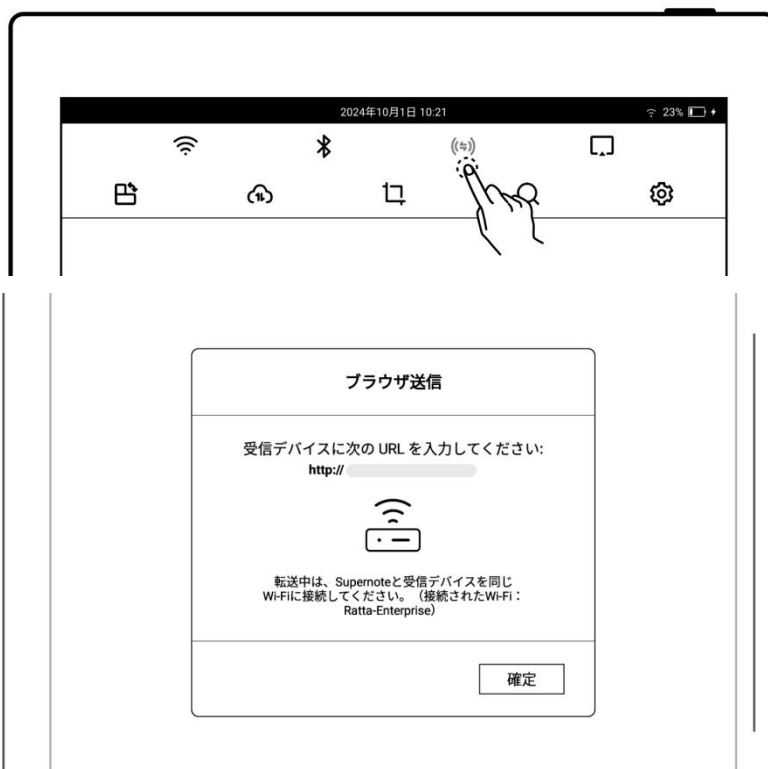 2024年10月1日 10:21
23%
ブラウザ送信
受信デバイスに次の URL を入力してください:
http://
転送中は、Supernoteと受信デバイスを同じ
Wi-Fiに接続してください。（接続されたWi-Fi：
Ratta-Enterprise）
確定